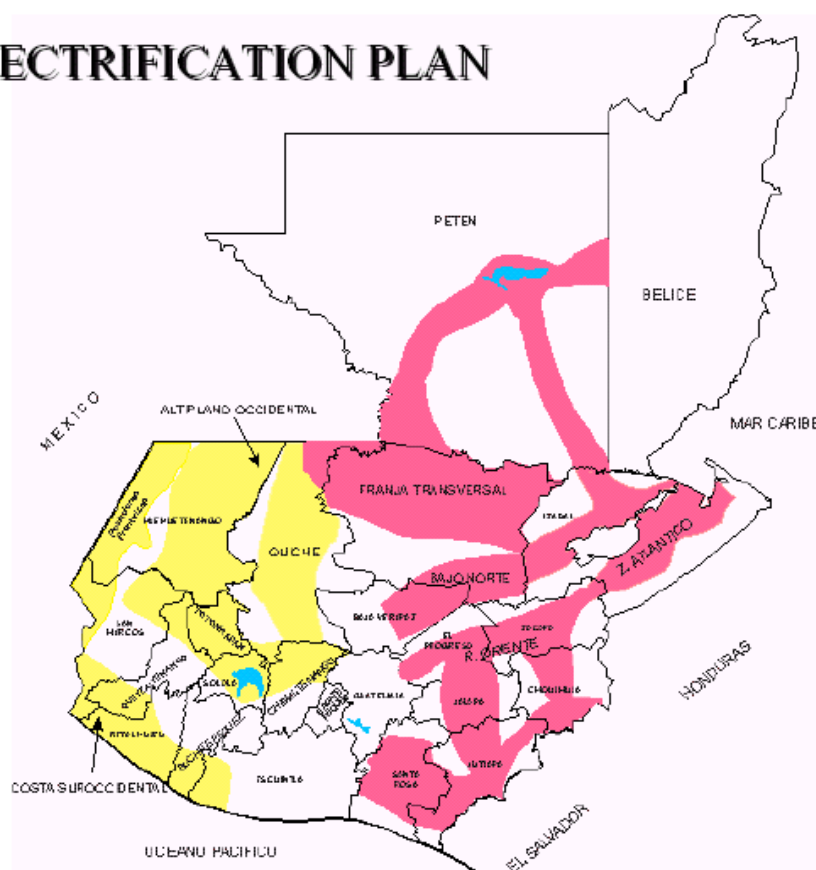 ECTRIFICATION PLAN
PETEN
BELICE
MEXICO
ALTIPLANO OCCIDENTAL
MAR CARIBE
FRANJA TRANSVERSAL
HUEHUETENANGO
IZABAL
QUICHE
Z. ATLANTICO
BAJO NORTE
SAN
MARCOS
BAJA VERAPAZ
EL
PROGRESO
ZACAPA
R. ORIENTE
SOLOLA
CHIQUIMULA
GUATEMALA
JALAPA
HONDURAS
SANTA
ROSA
JUTIAPA
ESCUINTLA
COSTA SUROCCIDENTAL
EL SALVADOR
OCEANO PACIFICO